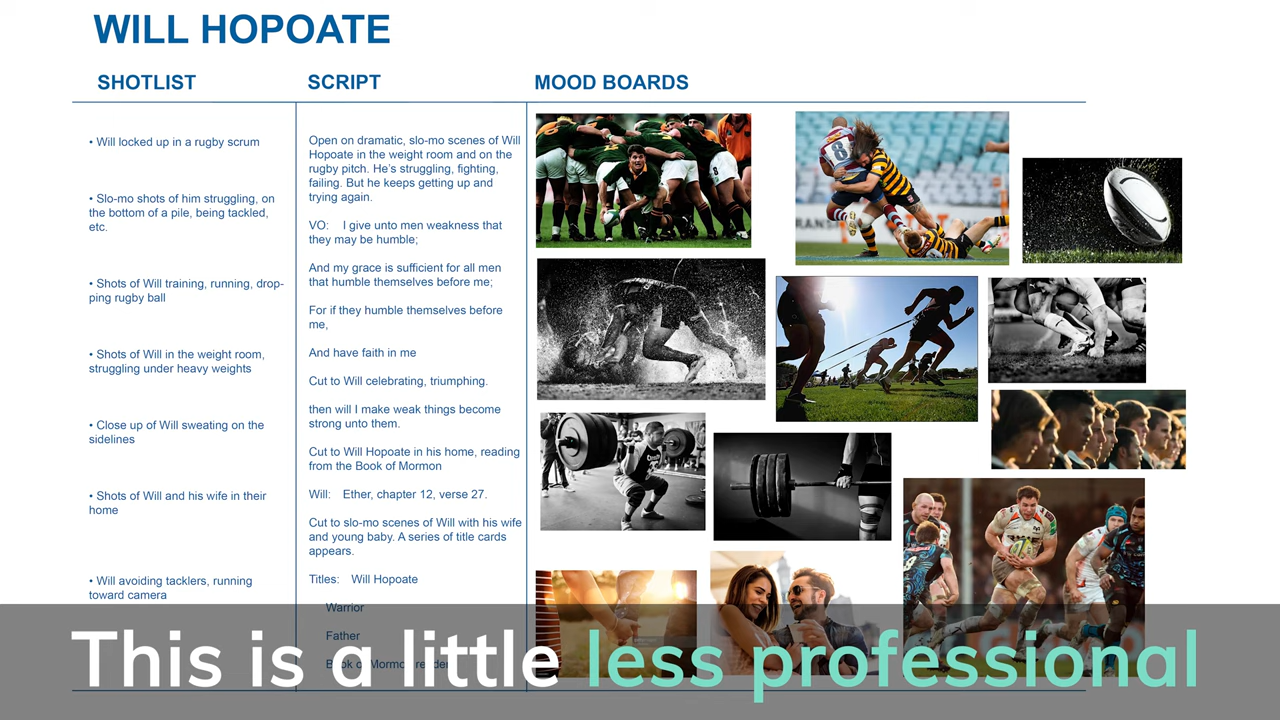 WILL HOPOATE
SHOTLIST
• Will locked up in a rugby scrum
• Slo-mo shots of him struggling, on
the bottom of a pile, being tackled,
etc.
• Shots of Will training, running, drop-
ping rugby ball
• Shots of Will in the weight room,
struggling under heavy weights
• Close up of Will sweating on the
sidelines
• Shots of Will and his wife in their
home
• Will avoiding tacklers, running
toward camera
SCRIPT
Open on dramatic, slo-mo scenes of Will
Hopoate in the weight room and on the
rugby pitch. He's struggling, fighting,
failing. But he keeps getting up and
trying again.
VO: I give unto men weakness that
they may be humble;
And my grace is sufficient for all men
that humble themselves before me;
For if they humble themselves before
me,
And have faith in me
Cut to Will celebrating, triumphing.
then will I make weak things become
strong unto them.
Cut to Will Hopoate in his home, reading
from the Book of Mormon
Will: Ether, chapter 12, verse 27.
Cut to slo-mo scenes of Will with his wife
and young baby. A series of title cards
appears.
Titles: Will Hopoate
Warrior
Father
Book of Mormon reader
MOOD BOARDS
8
8
This is a little less professional